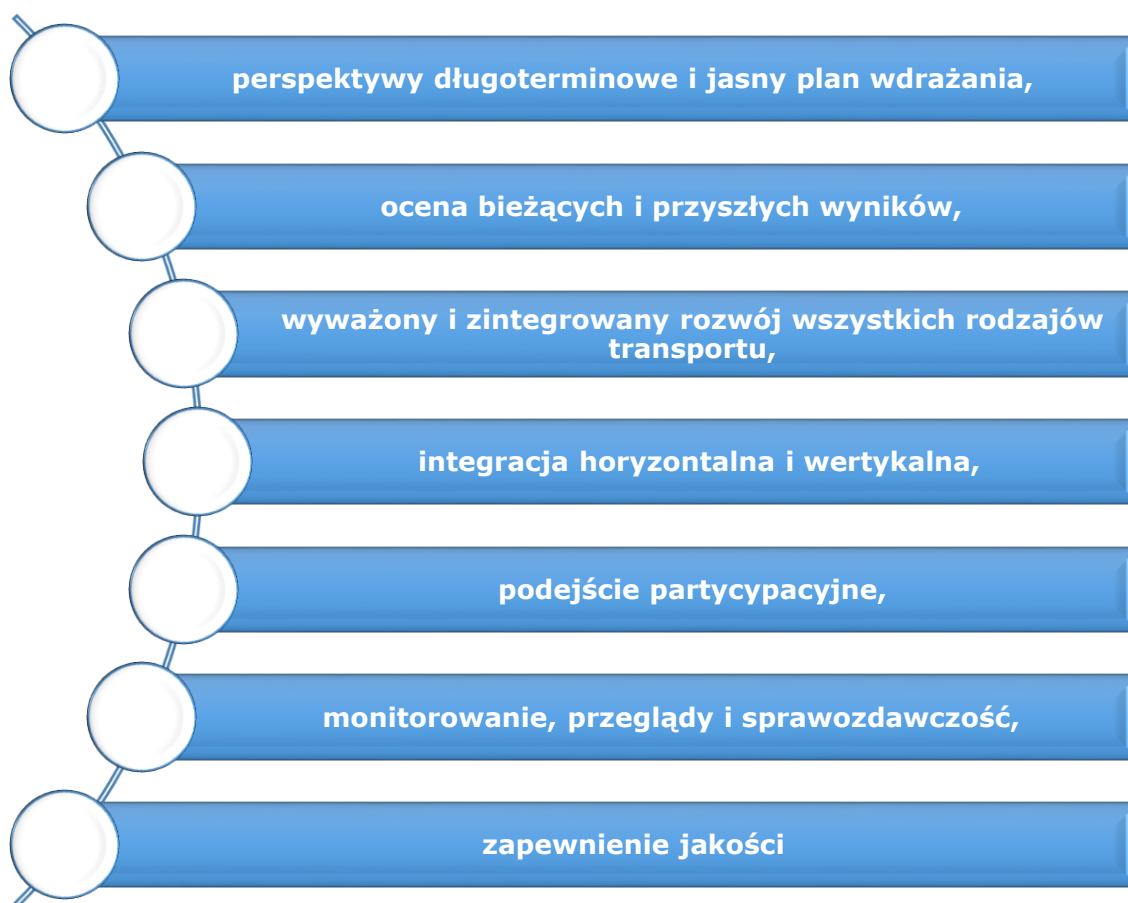 perspektywy długoterminowe i jasny plan wdrażania,
ocena bieżących i przyszłych wyników,
wyważony i zintegrowany rozwój wszystkich rodzajów
transportu,
integracja horyzontalna i wertykalna,
podejście partycypacyjne,
monitorowanie, przeglądy i sprawozdawczość,
zapewnienie jakości